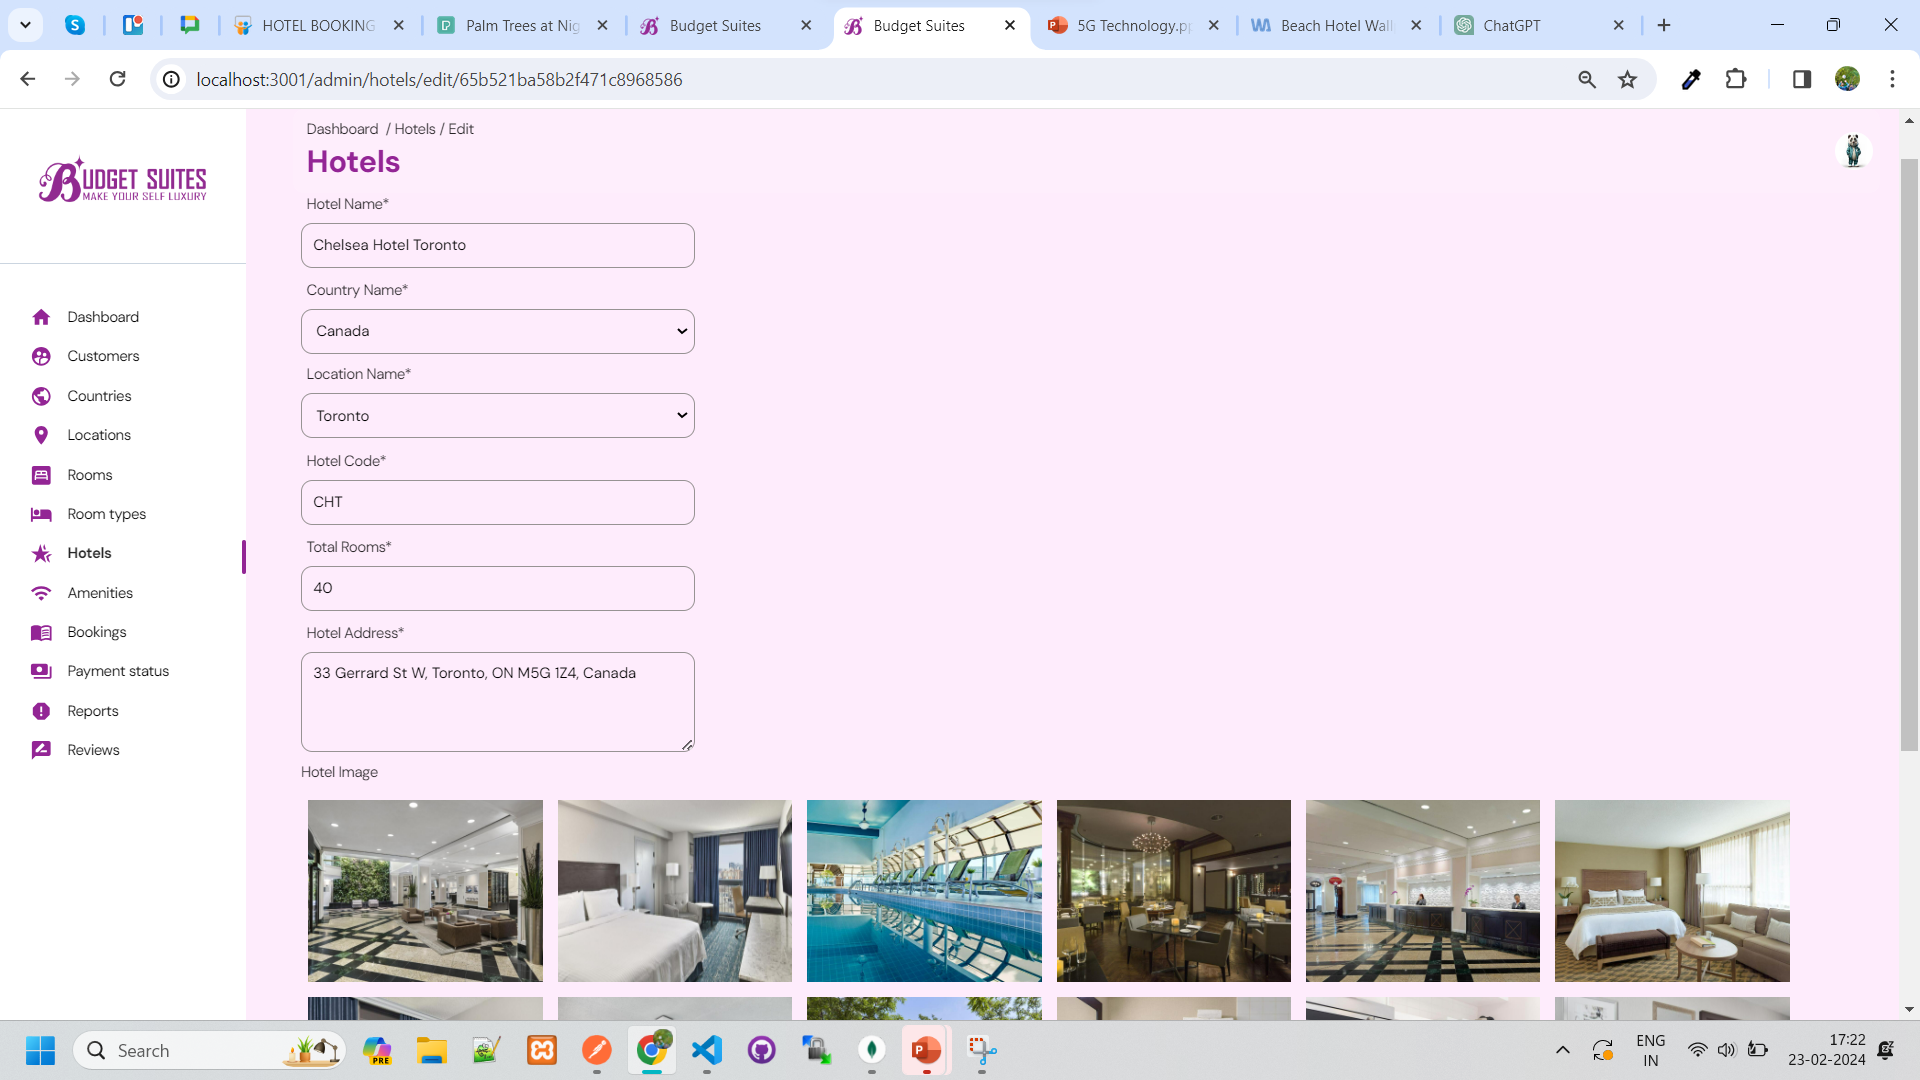 HOTEL BOOKING
Palm Trees at Nig
Budget Suites
Budget Suites
5G Technology.pp
Beach Hotel Wall
ChatGPT
localhost:3001/admin/hotels/edit/65b521ba58b2f471c8968586
BUDGET SUITES
MAKE YOUR SELF LUXURY
Dashboard
Customers
Countries
Locations
Rooms
Room types
Hotels
Amenities
Bookings
Payment status
Reports
Reviews
Dashboard / Hotels / Edit
Hotels
Hotel Name*
Chelsea Hotel Toronto
Country Name*
Canada
Location Name*
Toronto
Hotel Code*
CHT
Total Rooms*
40
Hotel Address*
33 Gerrard St W, Toronto, ON M5G 1Z4, Canada
Hotel Image
Search
PRE
ENG
IN
17:22
23-02-2024